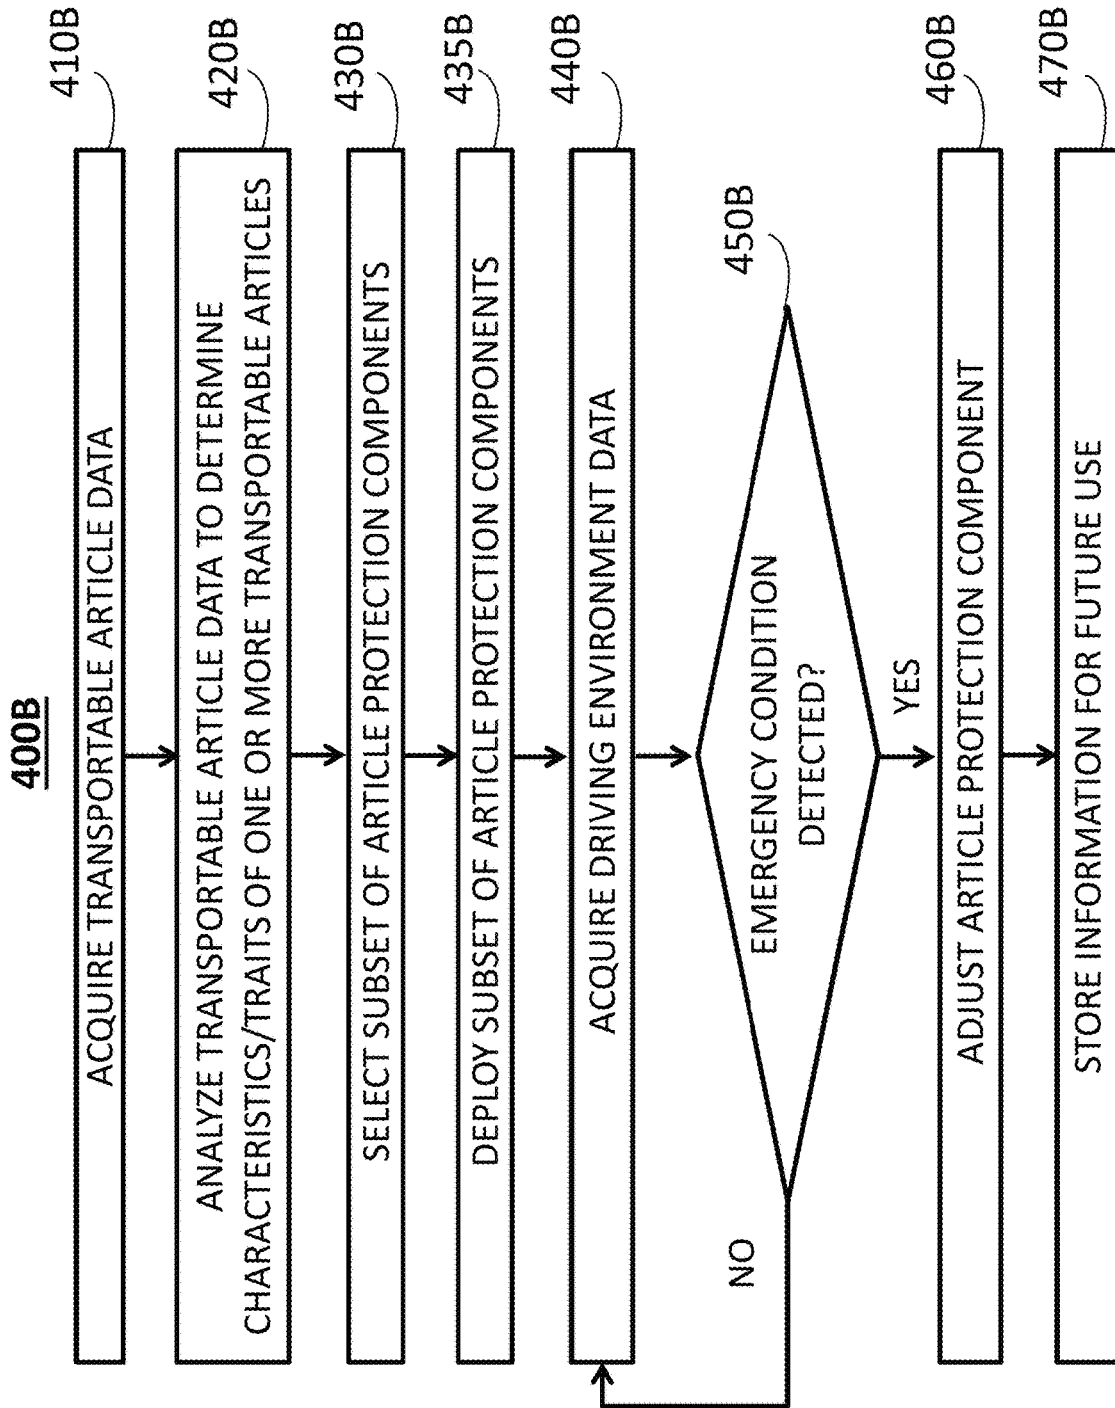 400B
ACQUIRE TRANSPORTABLE ARTICLE DATA
410B
ANALYZE TRANSPORTABLE ARTICLE DATA TO DETERMINE
CHARACTERISTICS/TRAITS OF ONE OR MORE TRANSPORTABLE ARTICLES
420B
SELECT SUBSET OF ARTICLE PROTECTION COMPONENTS
430B
DEPLOY SUBSET OF ARTICLE PROTECTION COMPONENTS
435B
ACQUIRE DRIVING ENVIRONMENT DATA
440B
EMERGENCY CONDITION
DETECTED?
450B
NO
YES
ADJUST ARTICLE PROTECTION COMPONENT
460B
STORE INFORMATION FOR FUTURE USE
470B